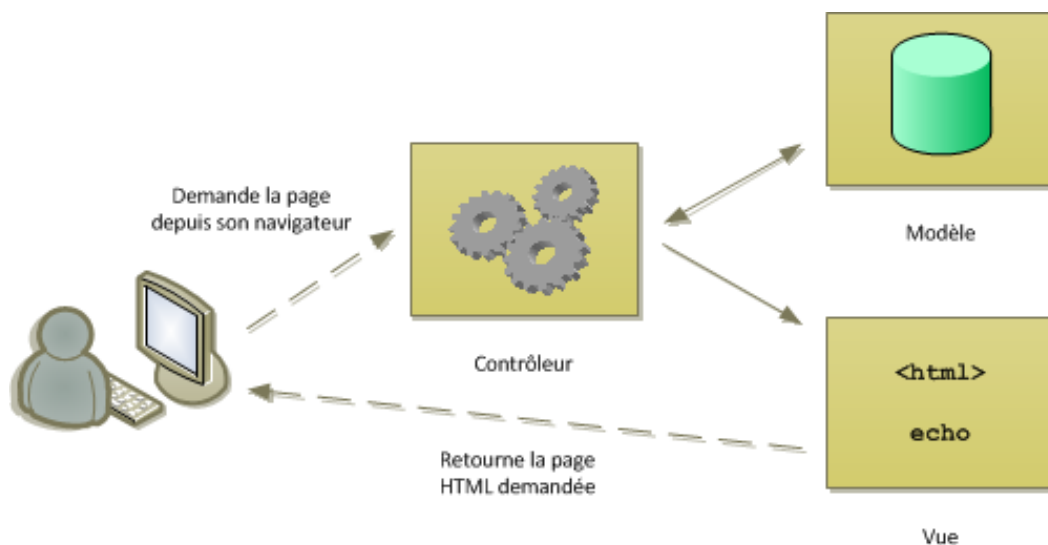 Demande la page
depuis son navigateur
Contrôleur
Modèle
<html>
echo
Vue
Retourne la page
HTML demandée